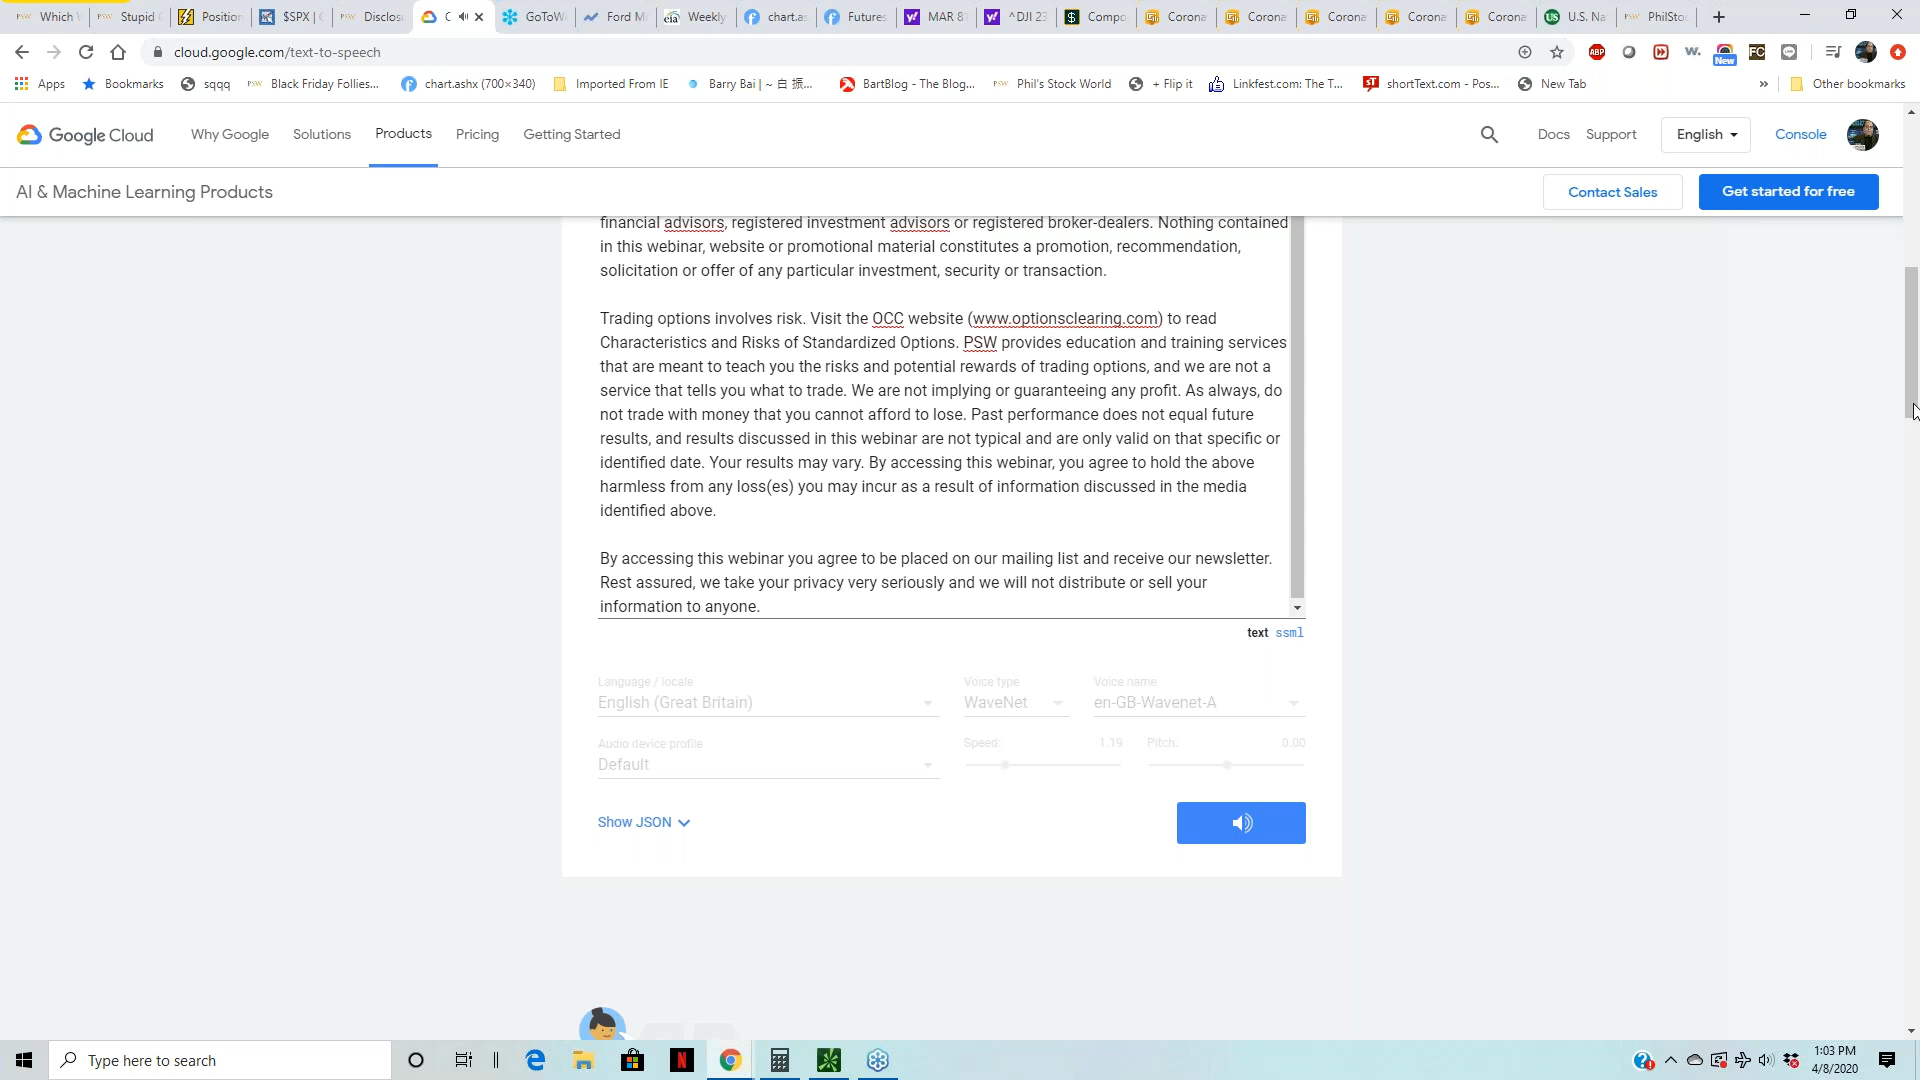 Which
Stupid
Position
$SPX | (
Disclos
C
GoToW
Ford M
Weekly
chart.as
Futures
MAR 8
^DJI 23
Compo
Corona
Corona
Corona
Corona
Corona
U.S. Na
PhilSto
cloud.google.com/text-to-speech
New
Apps
Bookmarks
sqqq
Black Friday Follies...
chart.ashx (700×340)
Imported From IE
Barry Bai | ~ 白 振...
BartBlog - The Blog...
Phil's Stock World
+ Flip it
Linkfest.com: The T...
shortText.com - Pos...
New Tab
Other bookmarks
Google Cloud
Why Google
Solutions
Products
Pricing
Getting Started
Docs
Support
English
Console
AI & Machine Learning Products
Contact Sales
Get started for free
financial advisors, registered investment advisors or registered broker-dealers. Nothing contained
in this webinar, website or promotional material constitutes a promotion, recommendation,
solicitation or offer of any particular investment, security or transaction.
Trading options involves risk. Visit the OCC website (www.optionsclearing.com) to read
Characteristics and Risks of Standardized Options. PSW provides education and training services
that are meant to teach you the risks and potential rewards of trading options, and we are not a
service that tells you what to trade. We are not implying or guaranteeing any profit. As always, do
not trade with money that you cannot afford to lose. Past performance does not equal future
results, and results discussed in this webinar are not typical and are only valid on that specific or
identified date. Your results may vary. By accessing this webinar, you agree to hold the above
harmless from any loss(es) you may incur as a result of information discussed in the media
identified above.
By accessing this webinar you agree to be placed on our mailing list and receive our newsletter.
Rest assured, we take your privacy very seriously and we will not distribute or sell your
information to anyone.
text ssml
Language / locale
English (Great Britain)
Voice type
WaveNet
Voice name
en-GB-Wavenet-A
Audio device profile
Default
Speed: 1.19
Pitch: 0.00
Show JSON
Type here to search
1:03 PM
4/8/2020